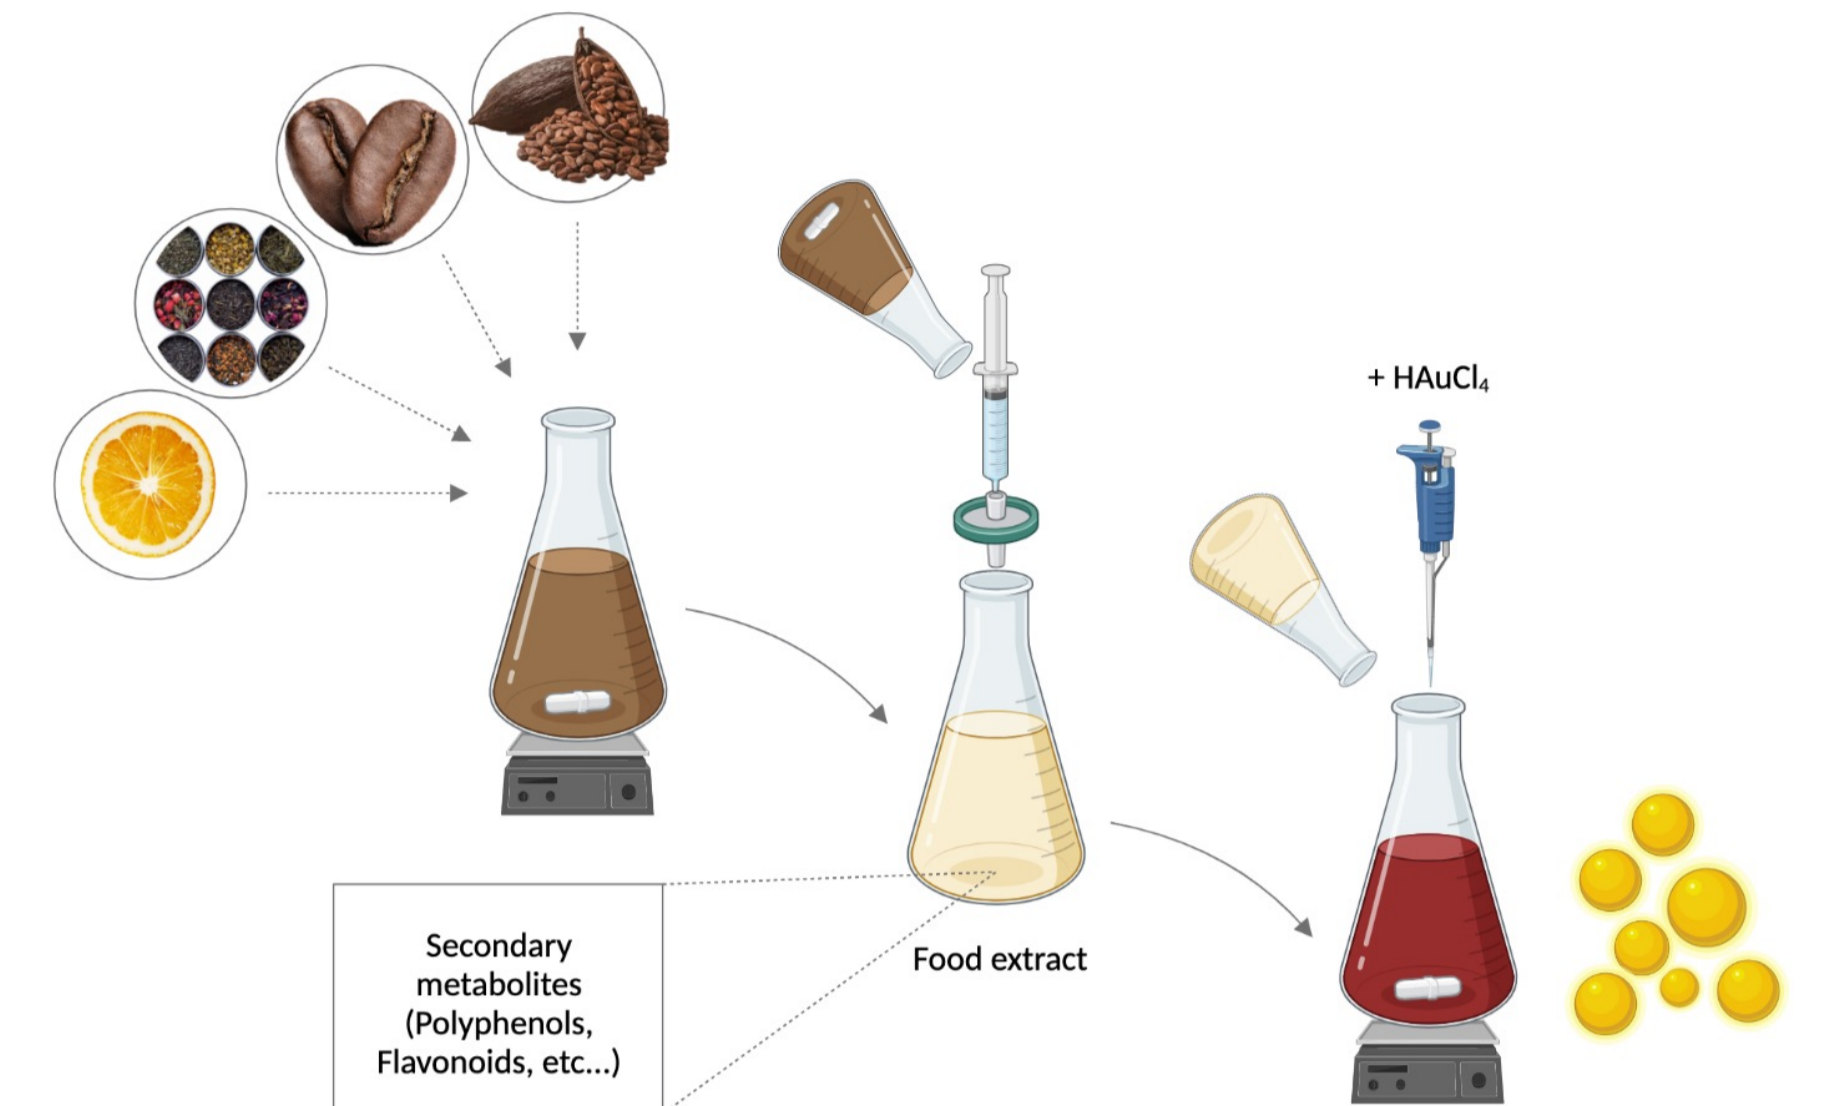 + HAuCl₄
Secondary
metabolites
(Polyphenols,
Flavonoids, etc...)
Food extract